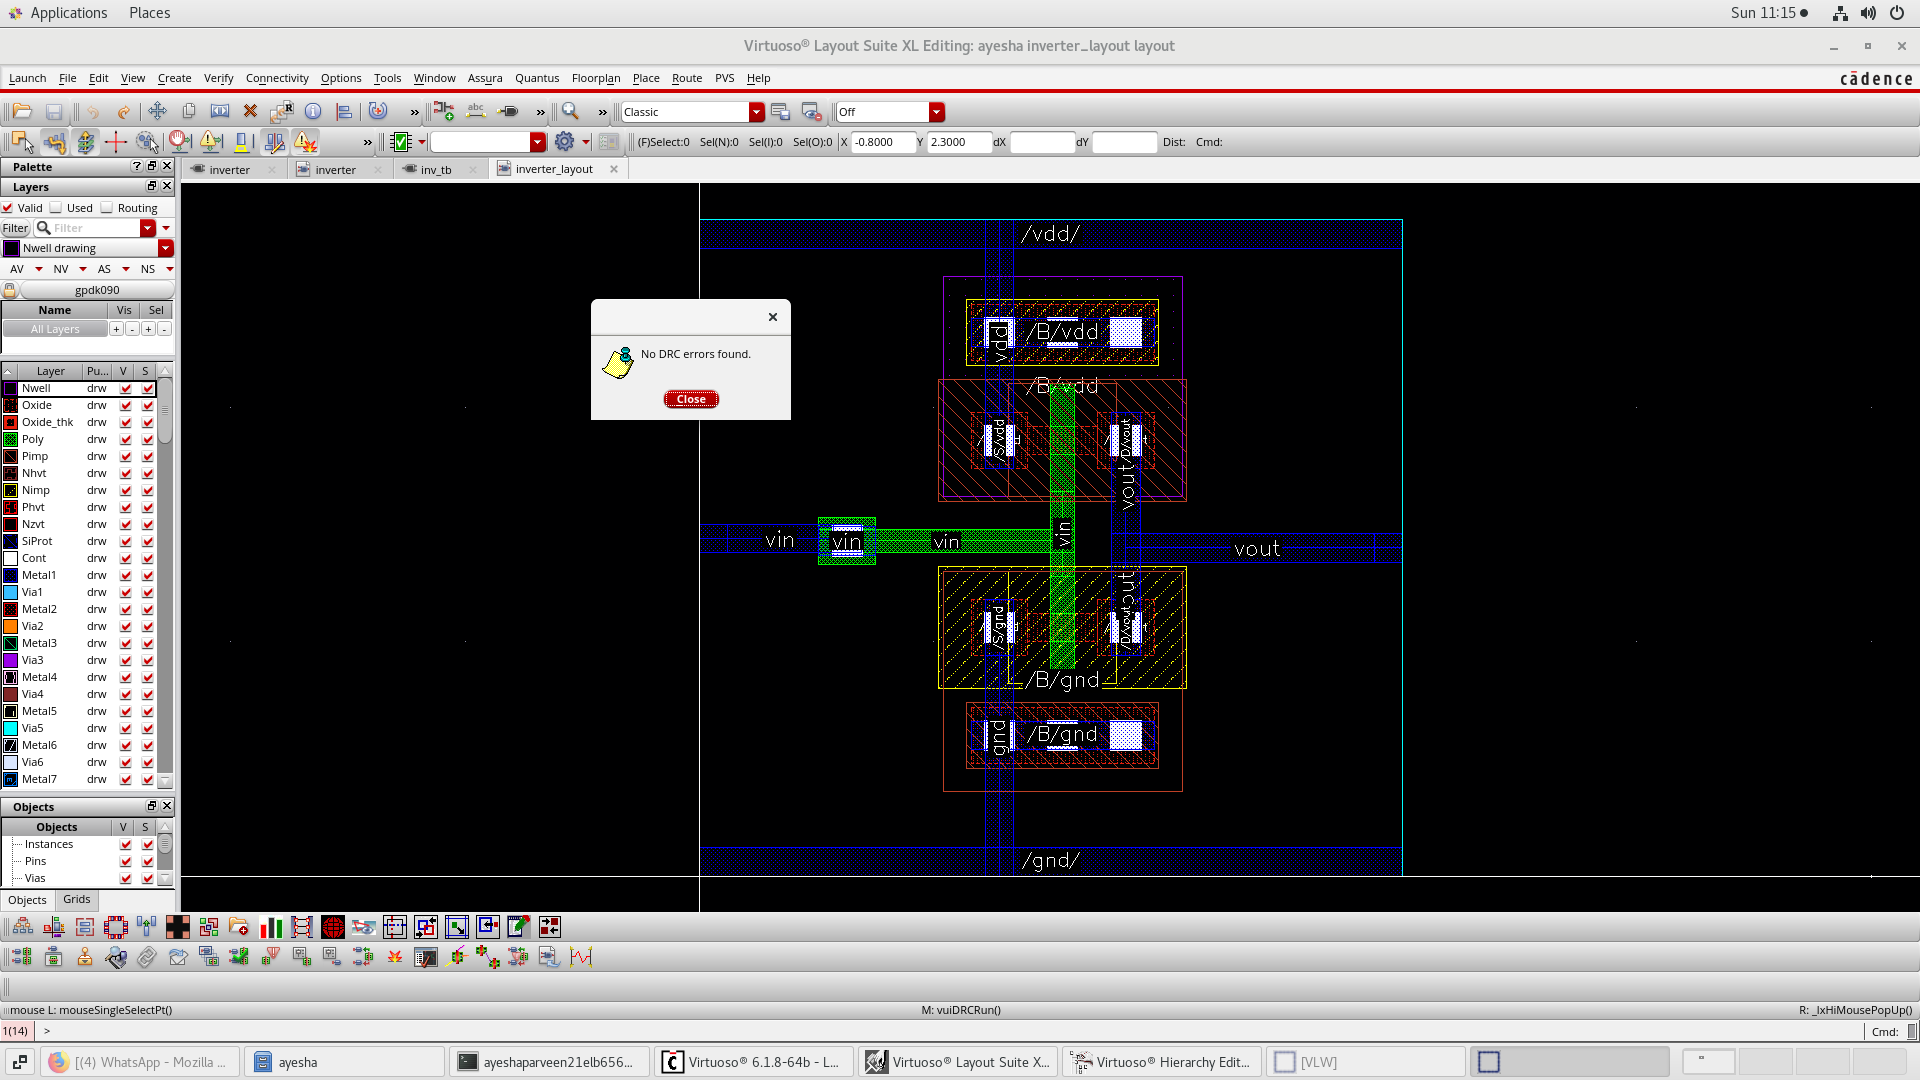 Applications Places
Sun 11:15
Virtuoso® Layout Suite XL Editing: ayesha inverter_layout layout
Launch File Edit View Create Verify Connectivity Options Tools Window Assura Quantus Floorplan Place Route PVS Help
cādence
Classic
Off
(F)Select:0 Sel(N):0 Sel(I):0 Sel(O):0 X -0.8000 Y 2.3000 dX dY Dist: Cmd:
Palette
inverter inverter inv_tb inverter_layout
Layers
Valid Used Routing
Filter Filter
Nwell drawing
AV NV AS NS
gpdk090
Name Vis Sel
All Layers + - + -
Layer Pu... V S
Nwell drw
Oxide drw
Oxide_thk drw
Poly drw
Pimp drw
Nhvt drw
Nimp drw
Phvt drw
Nzvt drw
SiProt drw
Cont drw
Metal1 drw
Via1 drw
Metal2 drw
Via2 drw
Metal3 drw
Via3 drw
Metal4 drw
Via4 drw
Metal5 drw
Via5 drw
Metal6 drw
Via6 drw
Metal7 drw
Objects
Objects V S
Instances
Pins
Vias
Objects Grids
No DRC errors found.
Close
/vdd/
vdd
/B/vdd
/B/vdd
/S/vdd
/D/vout
vout
vin
vin
vin
vin
vout
vout
/S/gnd
/D/vout
/B/gnd
gnd
/B/gnd
/gnd/
mouse L: mouseSingleSelectPt()
M: vuiDRCRun()
R: _lxHiMousePopUp()
1(14) >
Cmd:
[(4) WhatsApp - Mozilla ...
ayesha
ayeshaparveen21elb656...
Virtuoso® 6.1.8-64b - L...
Virtuoso® Layout Suite X...
Virtuoso® Hierarchy Edit...
[VLW]